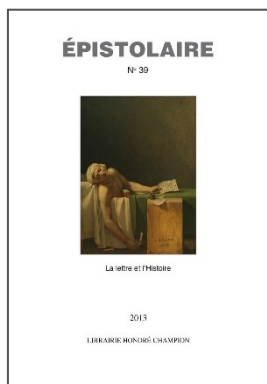 ÉPISTOLAIRE
N° 39
La lettre et l'Histoire
2013
LIBRAIRIE HONORÉ CHAMPION